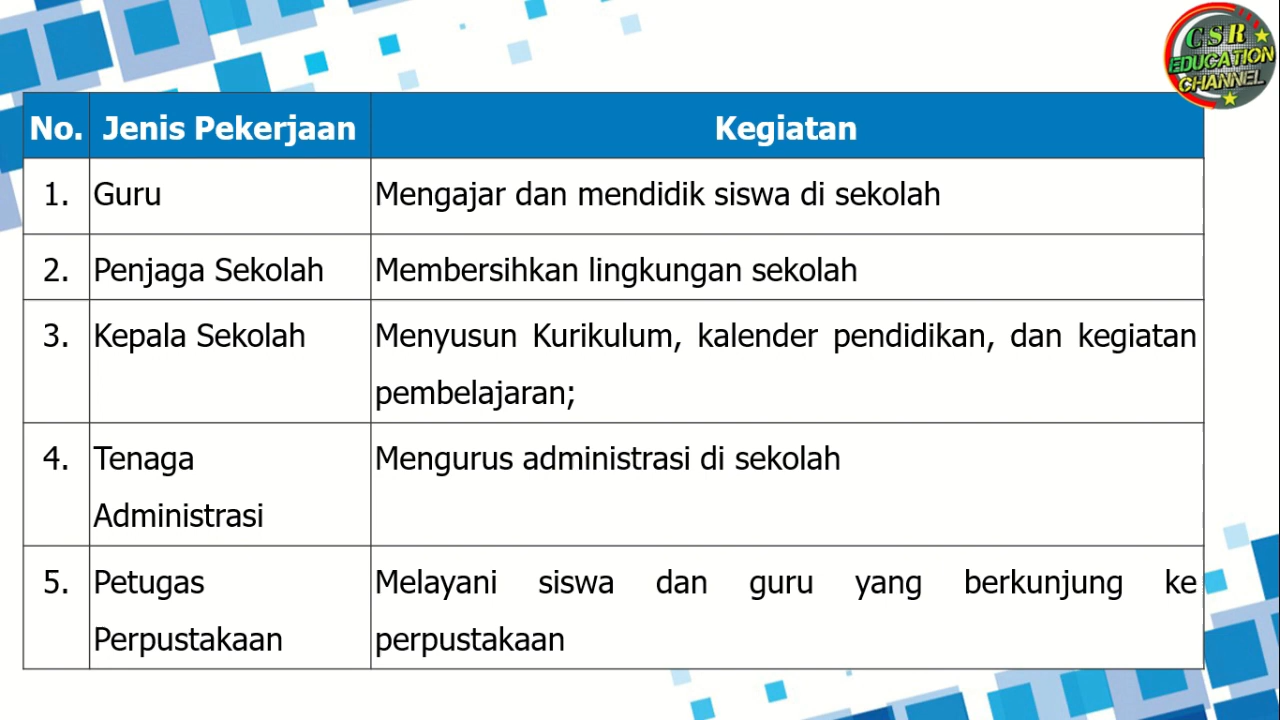 CSR
EDUCATION
CHANNEL
No. Jenis Pekerjaan Kegiatan
1. Guru Mengajar dan mendidik siswa di sekolah
2. Penjaga Sekolah Membersihkan lingkungan sekolah
3. Kepala Sekolah Menyusun Kurikulum, kalender pendidikan, dan kegiatan
pembelajaran;
4. Tenaga Mengurus administrasi di sekolah
Administrasi
5. Petugas Melayani siswa dan guru yang berkunjung ke
Perpustakaan perpustakaan